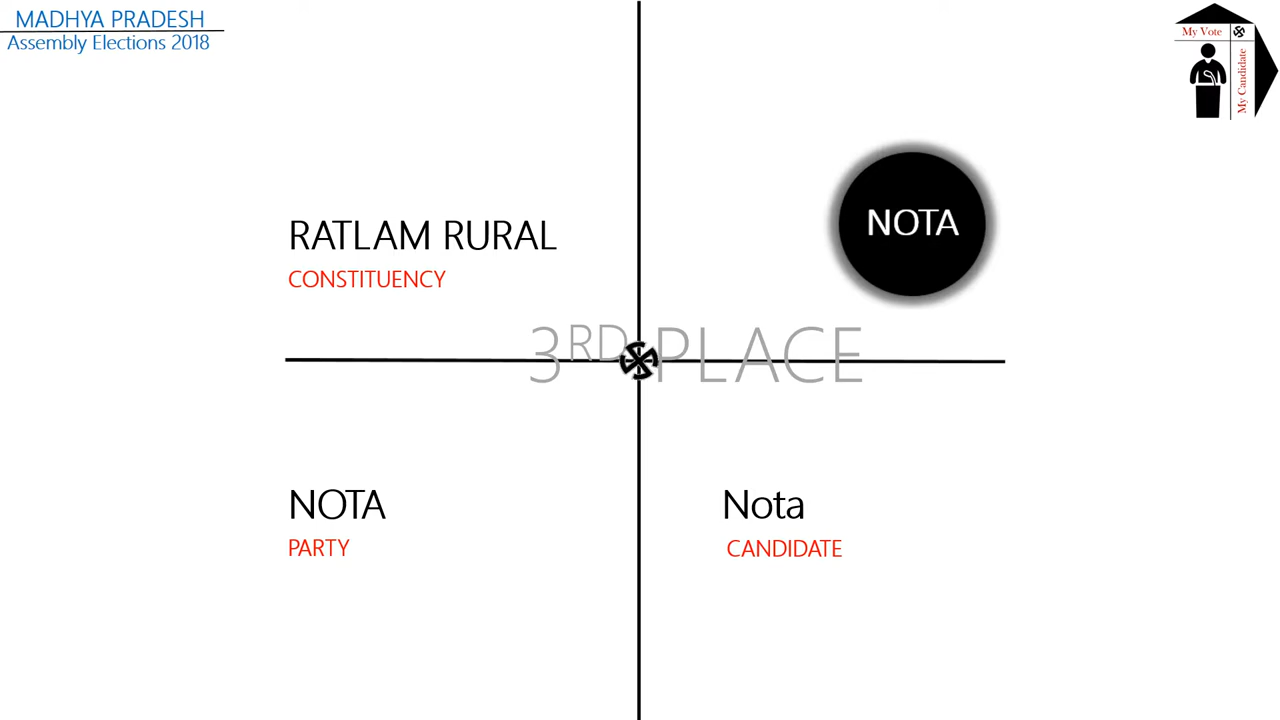 MADHYA PRADESH
Assembly Elections 2018
My Vote
My Candidate
NOTA
RATLAM RURAL
CONSTITUENCY
3RD PLACE
NOTA
PARTY
Nota
CANDIDATE